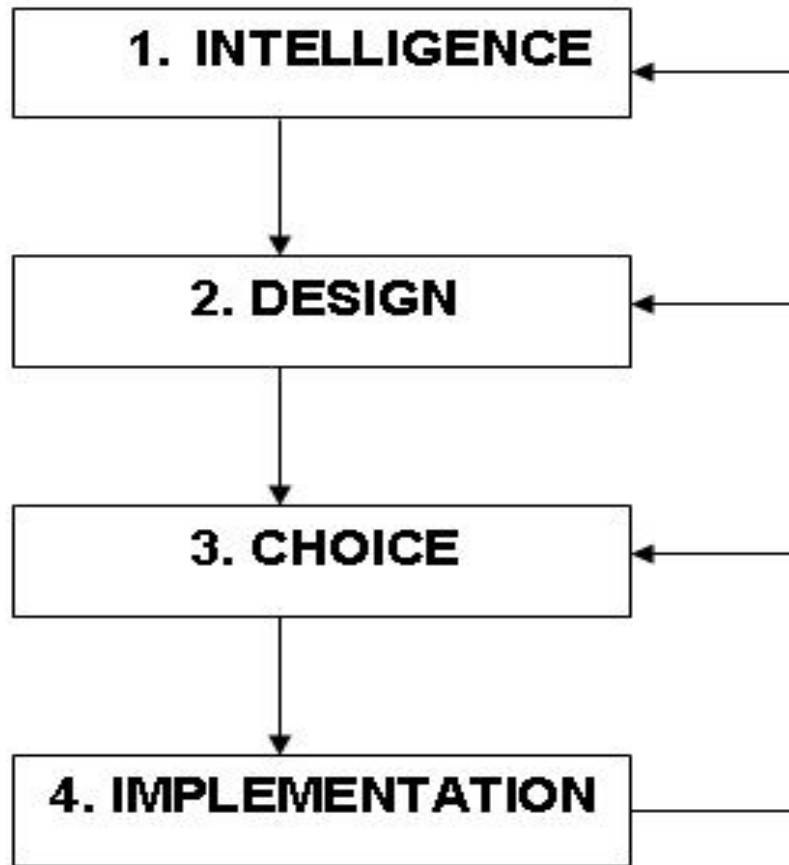 1. INTELLIGENCE
2. DESIGN
3. CHOICE
4. IMPLEMENTATION